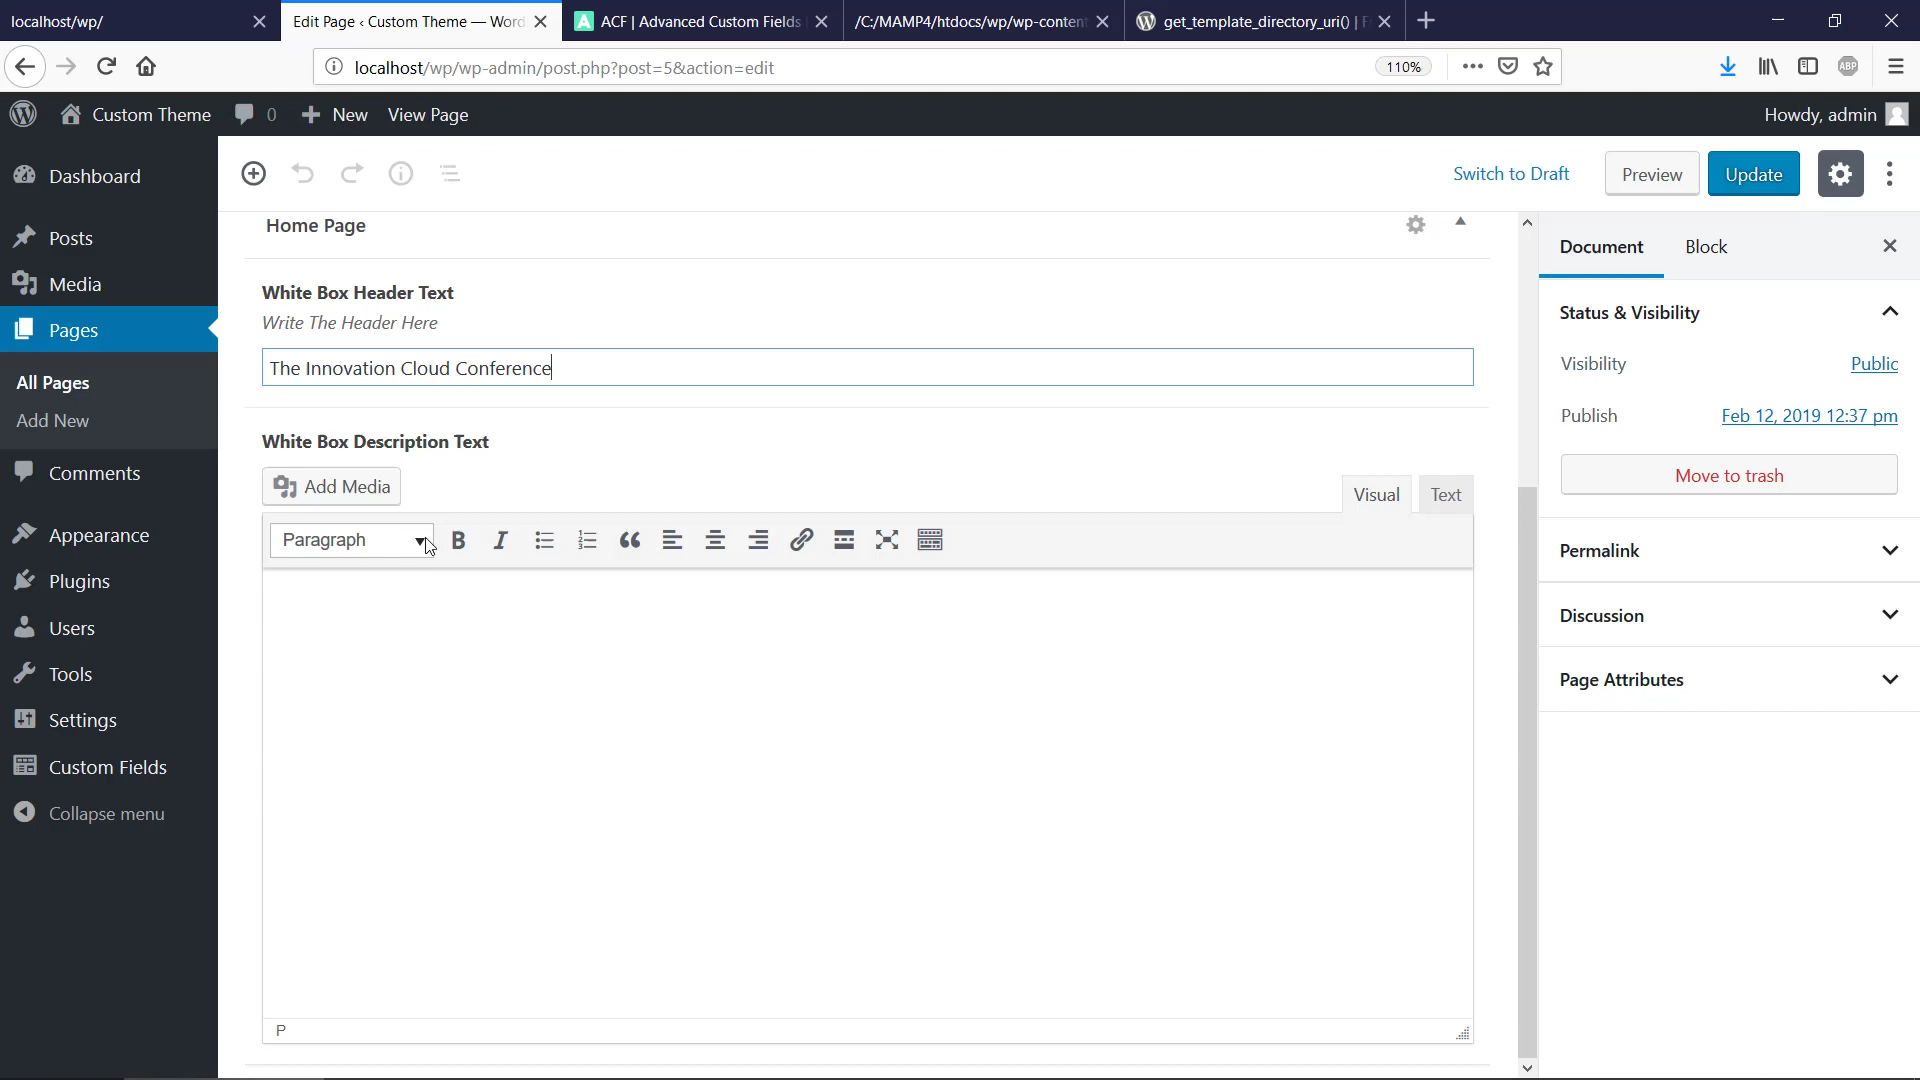 localhost/wp/
Edit Page ‹ Custom Theme — Word
ACF | Advanced Custom Fields
/C:/MAMP4/htdocs/wp/wp-content
get_template_directory_uri() | F
localhost/wp/wp-admin/post.php?post=5&action=edit
110%
ABP
Custom Theme
0
New
View Page
Howdy, admin
Dashboard
Posts
Media
Pages
All Pages
Add New
Comments
Appearance
Plugins
Users
Tools
Settings
Custom Fields
Collapse menu
Switch to Draft
Preview
Update
Home Page
White Box Header Text
Write The Header Here
The Innovation Cloud Conference
White Box Description Text
Add Media
Visual
Text
Paragraph
B
I
P
Document
Block
Status & Visibility
Visibility
Public
Publish
Feb 12, 2019 12:37 pm
Move to trash
Permalink
Discussion
Page Attributes